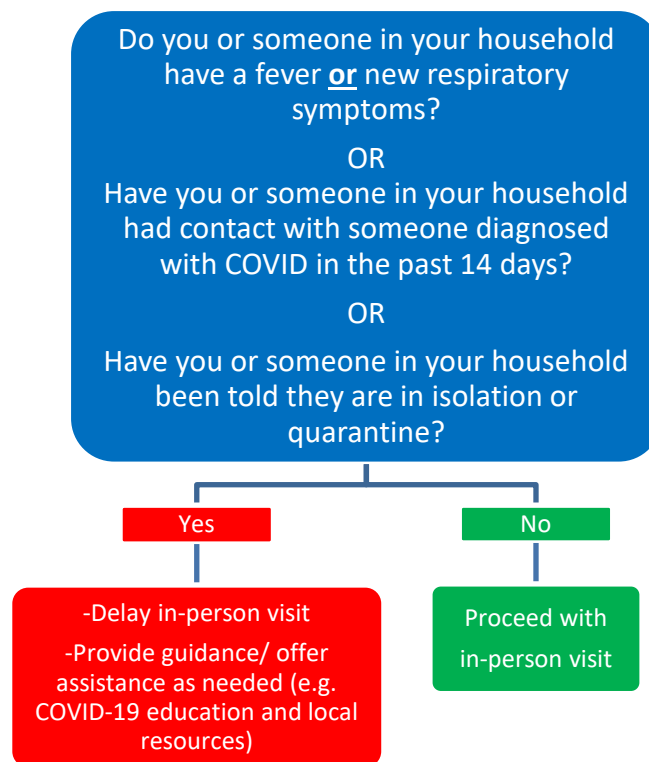 Do you or someone in your household
have a fever or new respiratory
symptoms?
OR
Have you or someone in your household
had contact with someone diagnosed
with COVID in the past 14 days?
OR
Have you or someone in your household
been told they are in isolation or
quarantine?
Yes
No
-Delay in-person visit
-Provide guidance/ offer
assistance as needed (e.g.
COVID-19 education and local
resources)
Proceed with
in-person visit